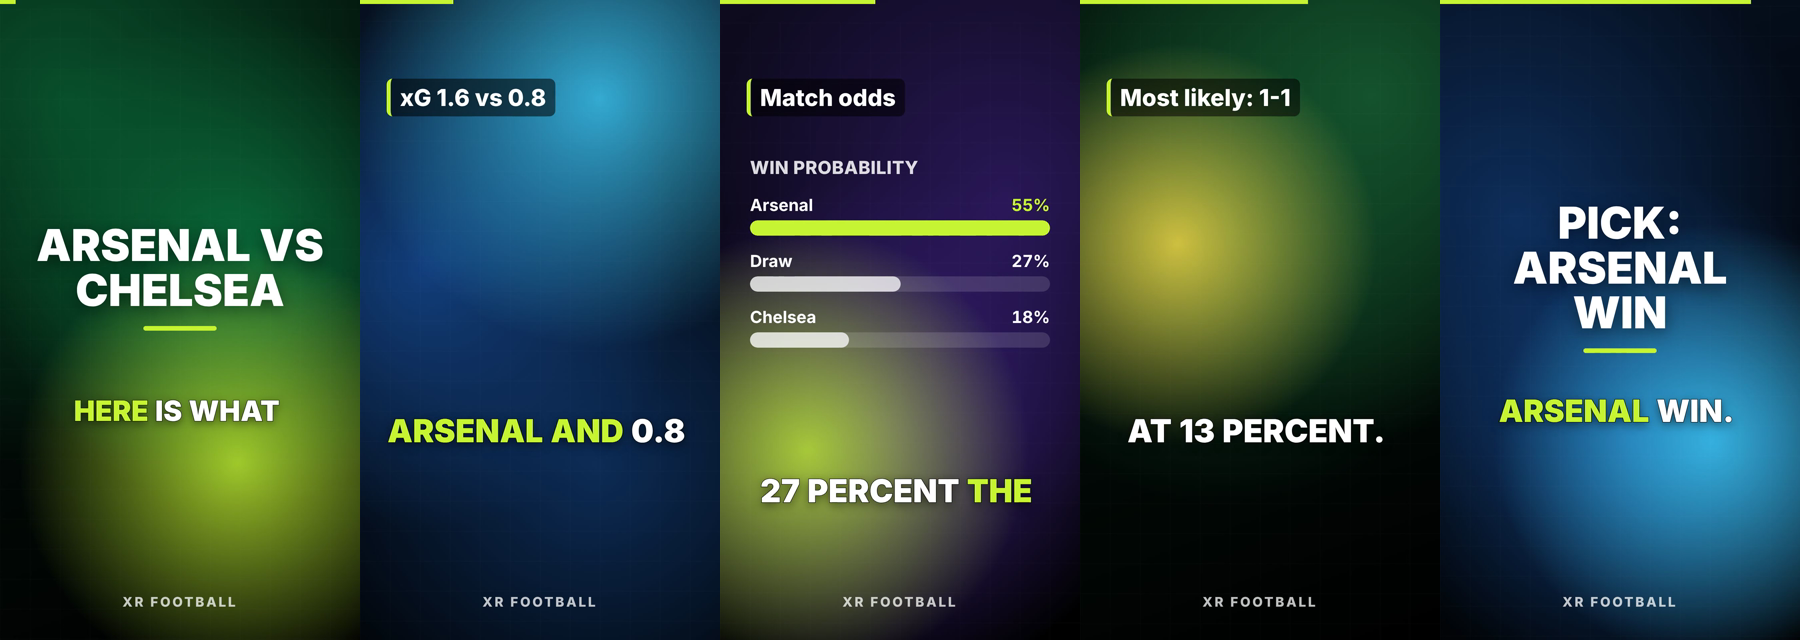 ARSENAL VS
CHELSEA
HERE IS WHAT
XR FOOTBALL
xG 1.6 vs 0.8
ARSENAL AND 0.8
XR FOOTBALL
Match odds
WIN PROBABILITY
Arsenal 55%
Draw 27%
Chelsea 18%
27 PERCENT THE
XR FOOTBALL
Most likely: 1-1
AT 13 PERCENT.
XR FOOTBALL
PICK:
ARSENAL
WIN
ARSENAL WIN.
XR FOOTBALL